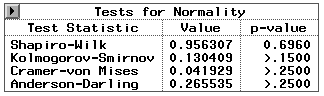 Tests for Normality
Test Statistic Value p-value
Shapiro-Wilk 0.956307 0.6960
Kolmogorov-Smirnov 0.130409 >.1500
Cramer-von Mises 0.041929 >.2500
Anderson-Darling 0.265535 >.2500